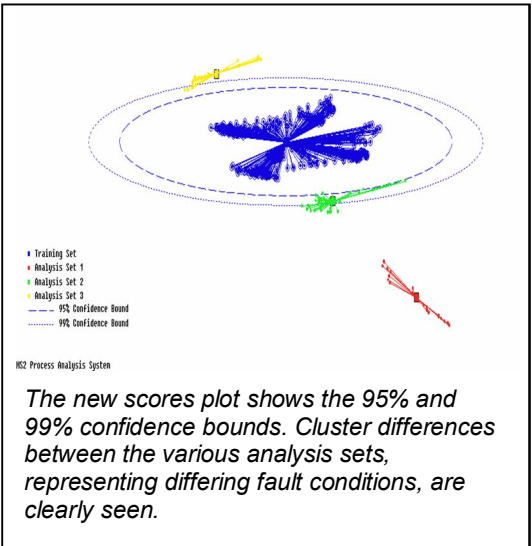 Training Set
Analysis Set 1
Analysis Set 2
Analysis Set 3
95% Confidence Bound
99% Confidence Bound
MS2 Process Analysis System
The new scores plot shows the 95% and
99% confidence bounds. Cluster differences
between the various analysis sets,
representing differing fault conditions, are
clearly seen.